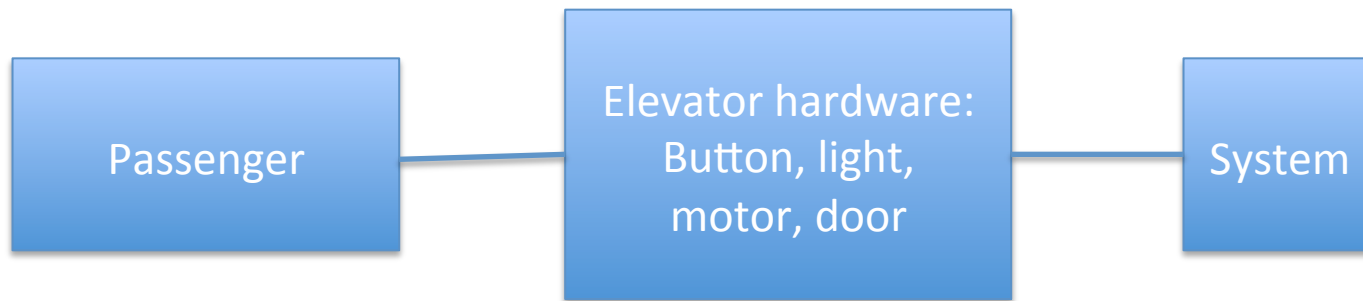 Passenger
Elevator hardware:
Button, light,
motor, door
System